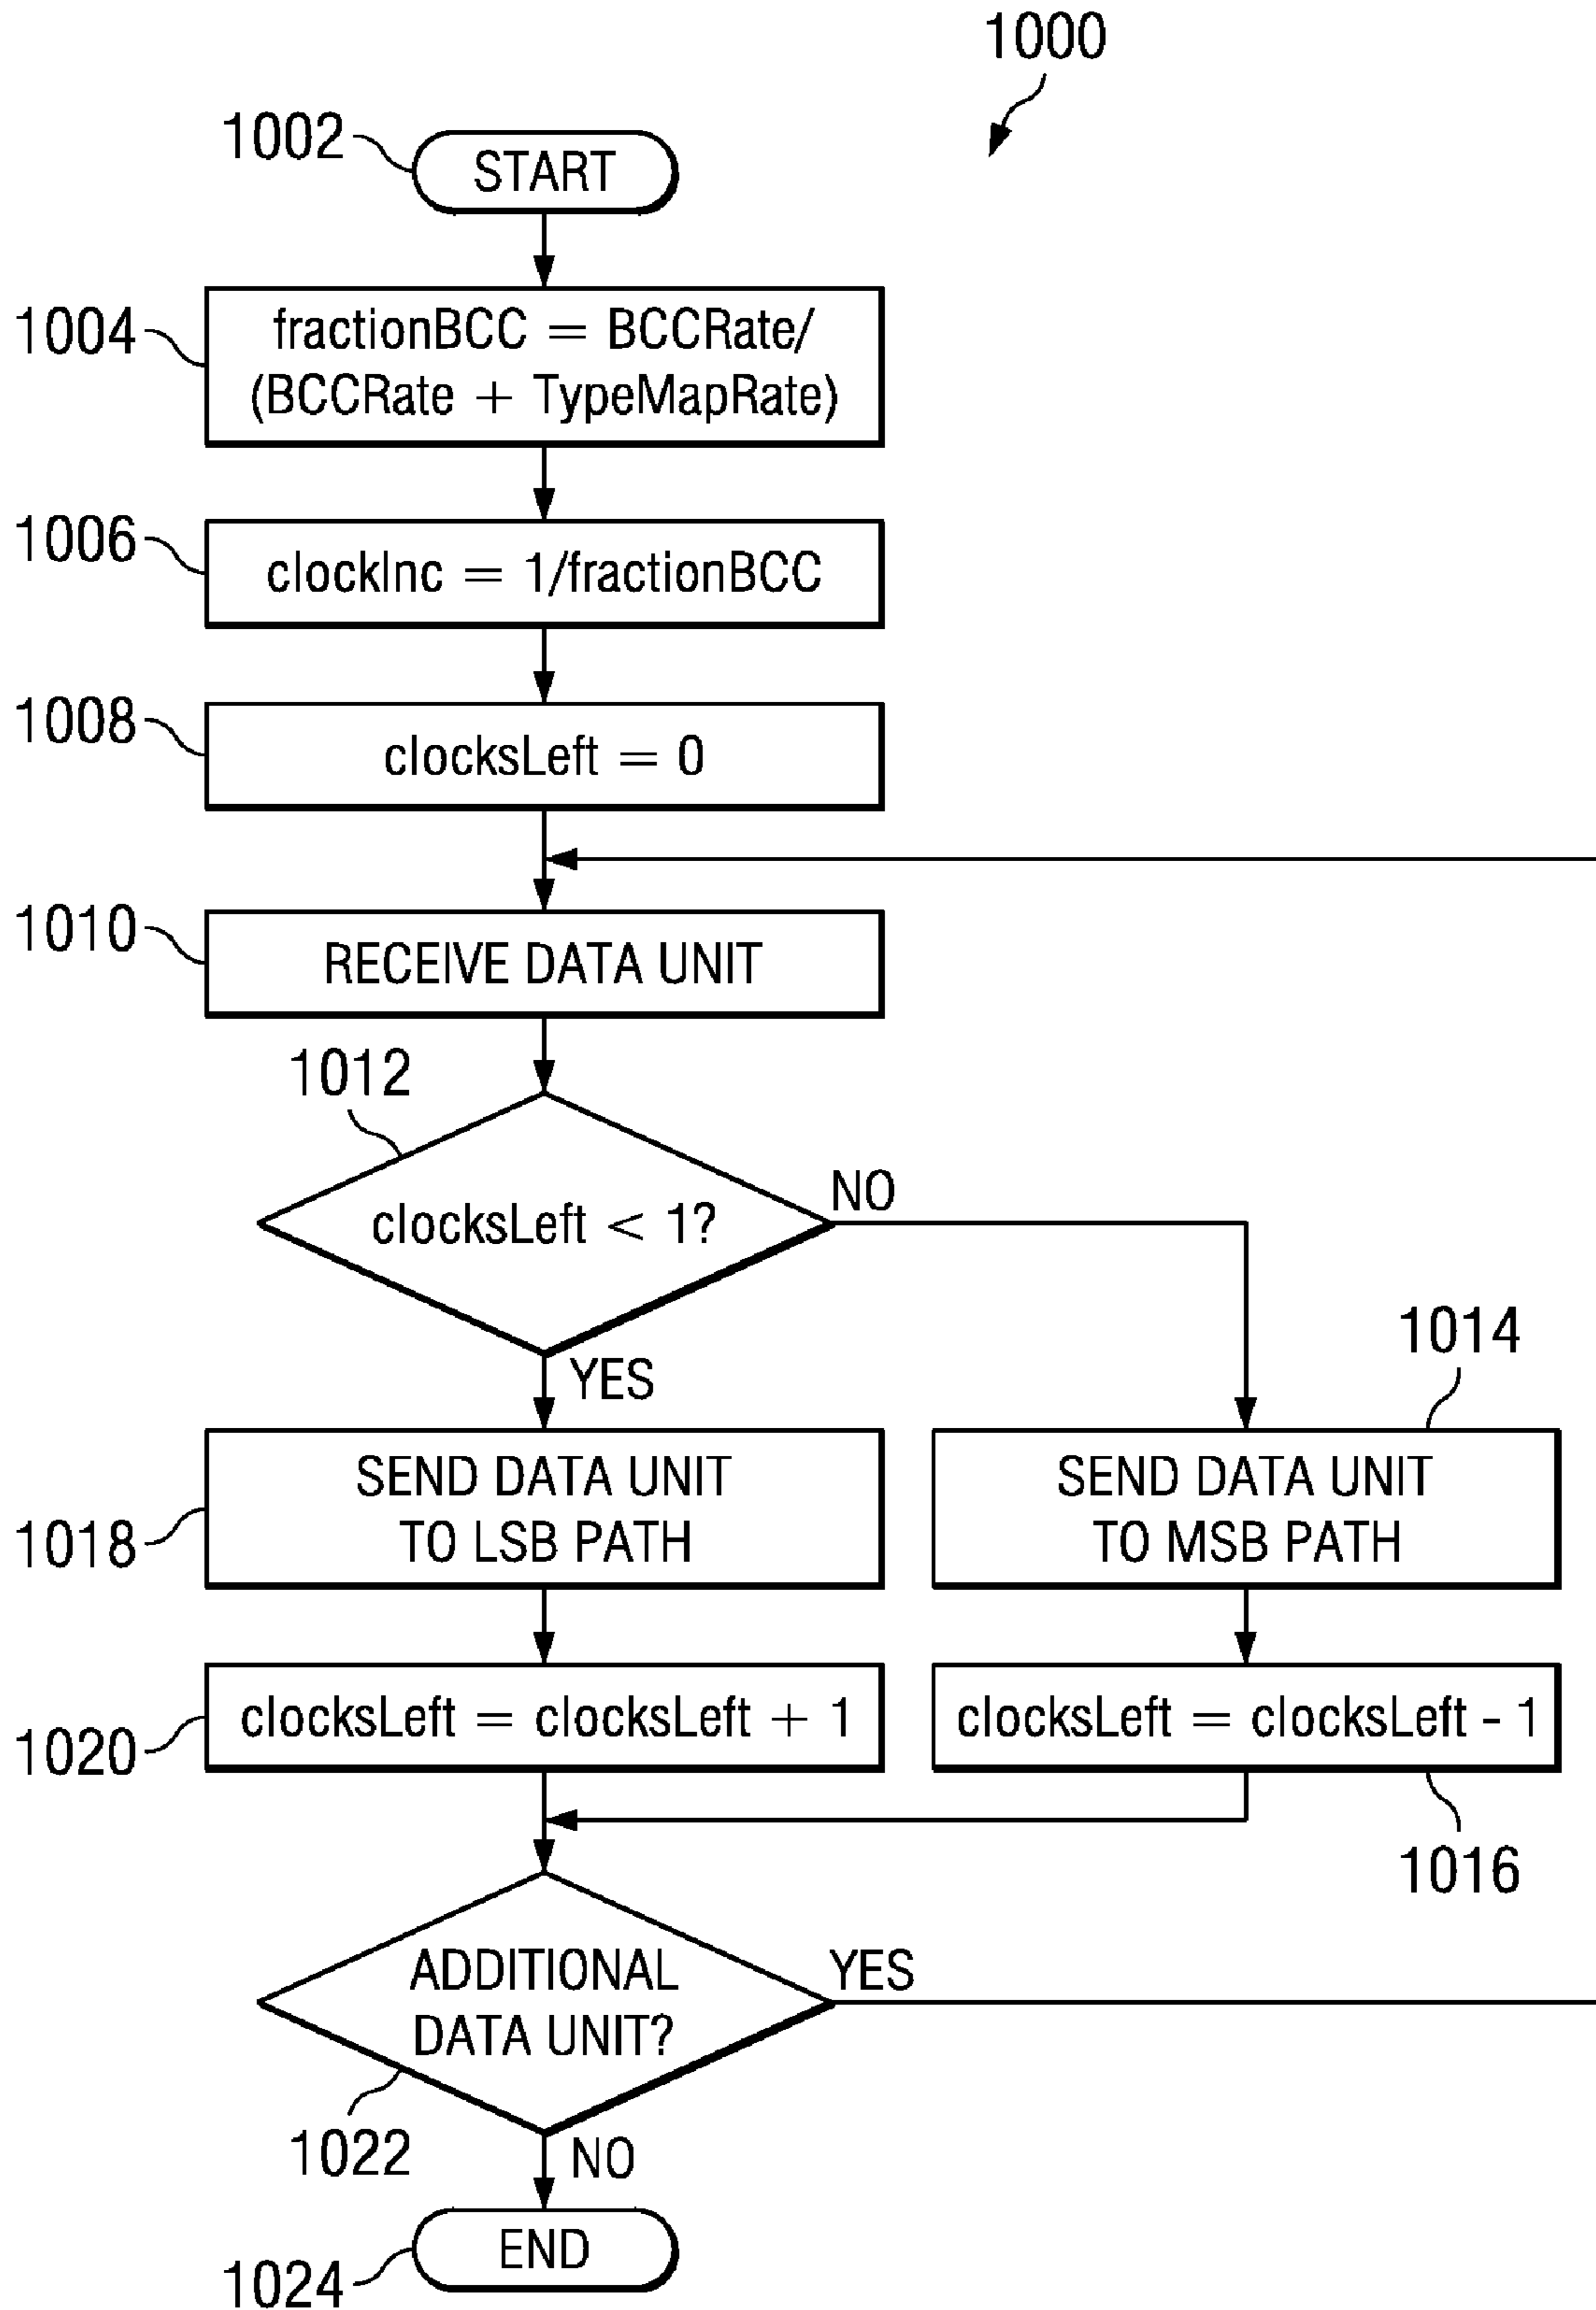 1000
1002
START
1004
fractionBCC = BCCRate/
(BCCRate + TypeMapRate)
1006
clockInc = 1/fractionBCC
1008
clocksLeft = 0
1010
RECEIVE DATA UNIT
1012
clocksLeft < 1?
NO
YES
1014
SEND DATA UNIT
TO LSB PATH
1018
SEND DATA UNIT
TO MSB PATH
clocksLeft = clocksLeft + 1
1020
clocksLeft = clocksLeft - 1
1016
ADDITIONAL
DATA UNIT?
YES
1022
NO
END
1024